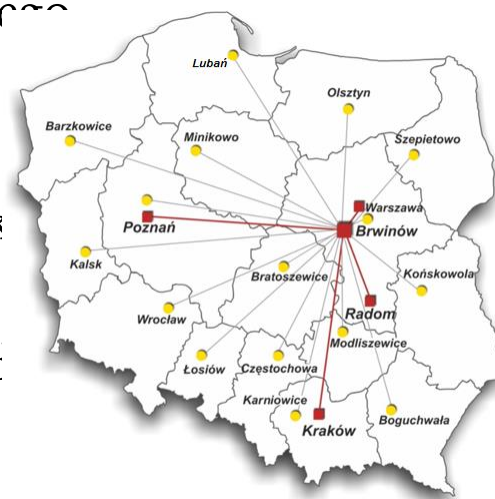 Lubań
Olsztyn
Barzkowice
Minikowo
Szepietowo
Warszawa
Poznań
Brwinów
Kalsk
Bratoszewice
Końskowola
Wrocław
Radom
Modliszewice
Łosiów
Częstochowa
Karniowice
Kraków
Boguchwała